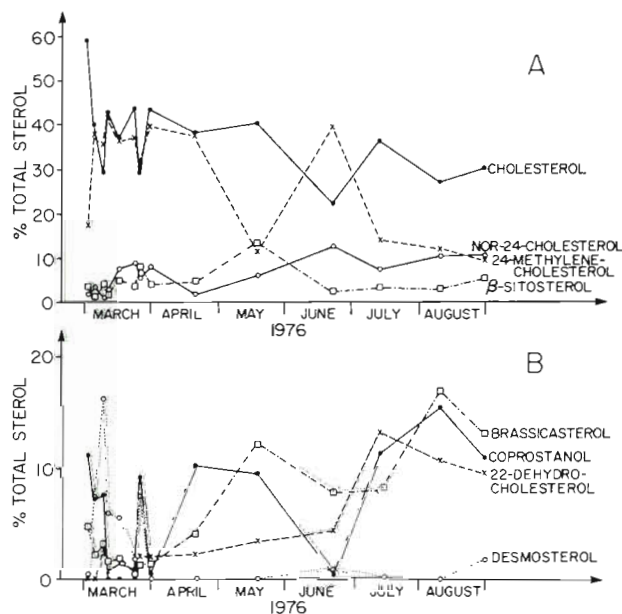 A
% TOTAL STEROL
60
50
40
30
20
10
0
CHOLESTEROL
NOR-24-CHOLESTEROL
24-METHYLENE-
CHOLESTEROL
β-SITOSTEROL
MARCH APRIL MAY JUNE JULY AUGUST
1976
B
% TOTAL STEROL
20
10
0
BRASSICASTEROL
COPROSTANOL
22-DEHYDRO-
CHOLESTEROL
DESMOSTEROL
MARCH APRIL MAY JUNE JULY AUGUST
1976